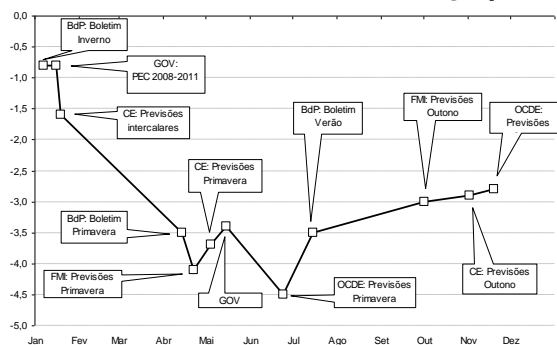 0,0
-0,5
-1,0
-1,5
-2,0
-2,5
-3,0
-3,5
-4,0
-4,5
-5,0
BdP: Boletim
Inverno
GOV:
PEC 2008-2011
CE: Previsões
intercalares
BdP: Boletim
Primavera
FMI: Previsões
Primavera
CE: Previsões
Primavera
GOV
BdP: Boletim
Verão
OCDE: Previsões
Primavera
FMI: Previsões
Outono
CE: Previsões
Outono
OCDE:
Previsões
Jan Fev Mar Abr Mai Jun Jul Ago Set Out Nov Dez